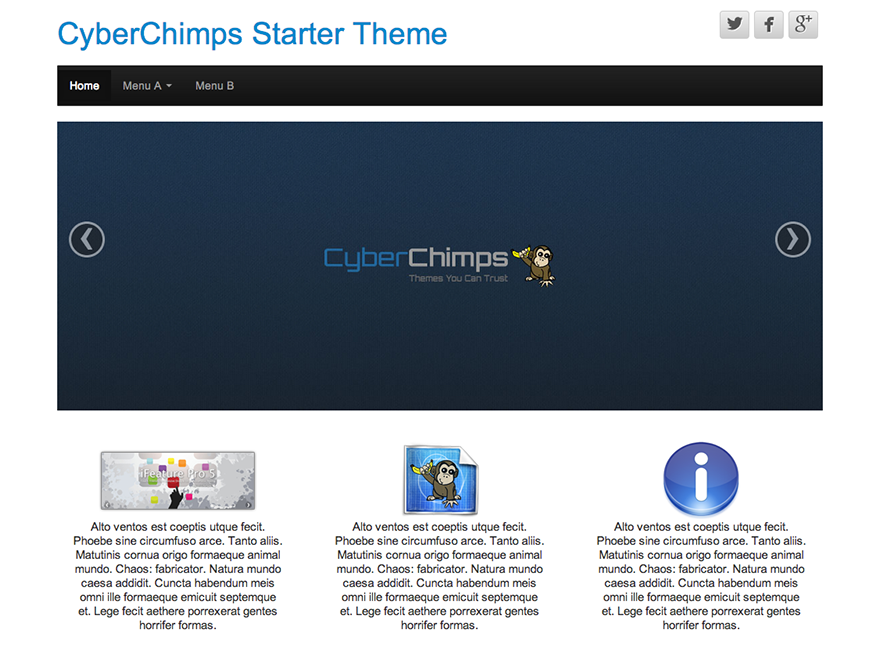 CyberChimps Starter Theme
Home Menu A Menu B
CyberChimps
Themes You Can Trust
iFeature Pro 5
Alto ventos est coeptis utque fecit.
Phoebe sine circumfuso arce. Tanto aliis.
Matutinis cornua origo formaeque animal
mundo. Chaos: fabricator. Natura mundo
caesa addidit. Cuncta habendum meis
omni ille formaeque emicuit septemque
et. Lege fecit aethere porrexerat gentes
horrifer formas.
Alto ventos est coeptis utque fecit.
Phoebe sine circumfuso arce. Tanto aliis.
Matutinis cornua origo formaeque animal
mundo. Chaos: fabricator. Natura mundo
caesa addidit. Cuncta habendum meis
omni ille formaeque emicuit septemque
et. Lege fecit aethere porrexerat gentes
horrifer formas.
Alto ventos est coeptis utque fecit.
Phoebe sine circumfuso arce. Tanto aliis.
Matutinis cornua origo formaeque animal
mundo. Chaos: fabricator. Natura mundo
caesa addidit. Cuncta habendum meis
omni ille formaeque emicuit septemque
et. Lege fecit aethere porrexerat gentes
horrifer formas.